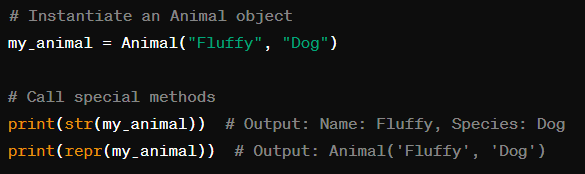 # Instantiate an Animal object
my_animal = Animal("Fluffy", "Dog")
# Call special methods
print(str(my_animal))  # Output: Name: Fluffy, Species: Dog
print(repr(my_animal))  # Output: Animal('Fluffy', 'Dog')